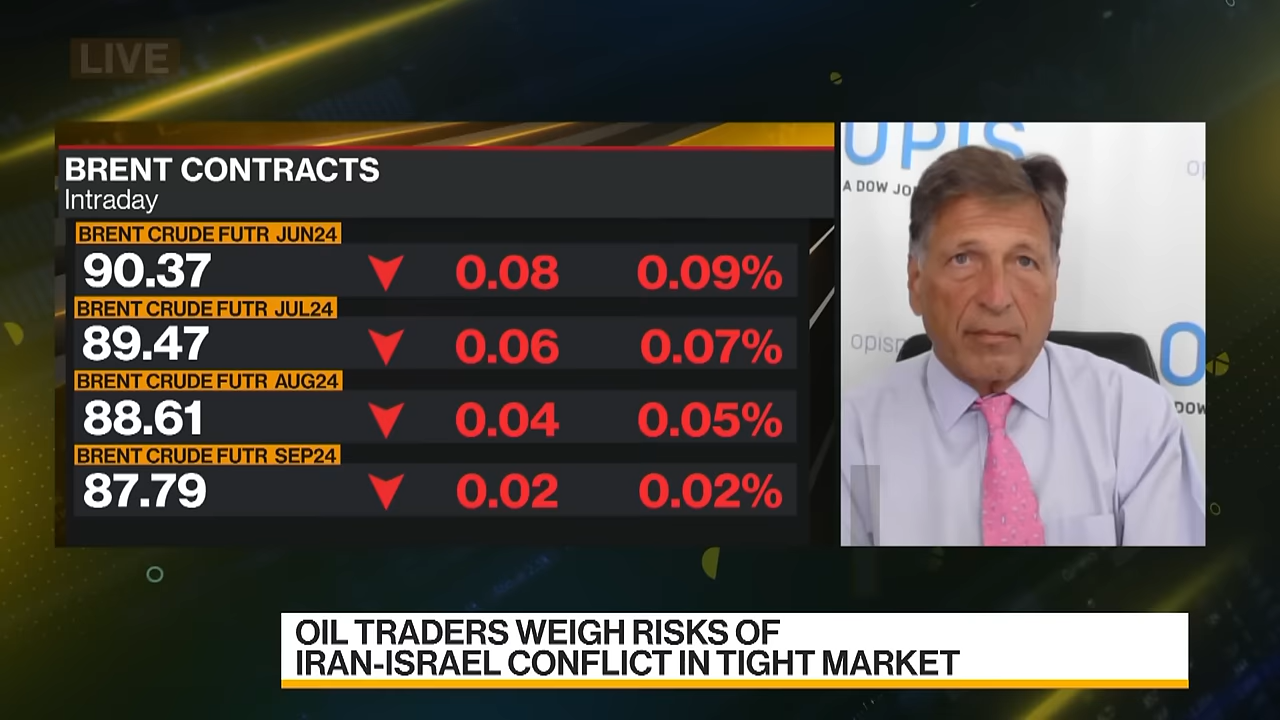 LIVE
BRENT CONTRACTS
Intraday
BRENT CRUDE FUTR JUN24
90.37 0.08 0.09%
BRENT CRUDE FUTR JUL24
89.47 0.06 0.07%
BRENT CRUDE FUTR AUG24
88.61 0.04 0.05%
BRENT CRUDE FUTR SEP24
87.79 0.02 0.02%
OPIS
A DOW JO
op
opisn
O
DOW
OIL TRADERS WEIGH RISKS OF
IRAN-ISRAEL CONFLICT IN TIGHT MARKET